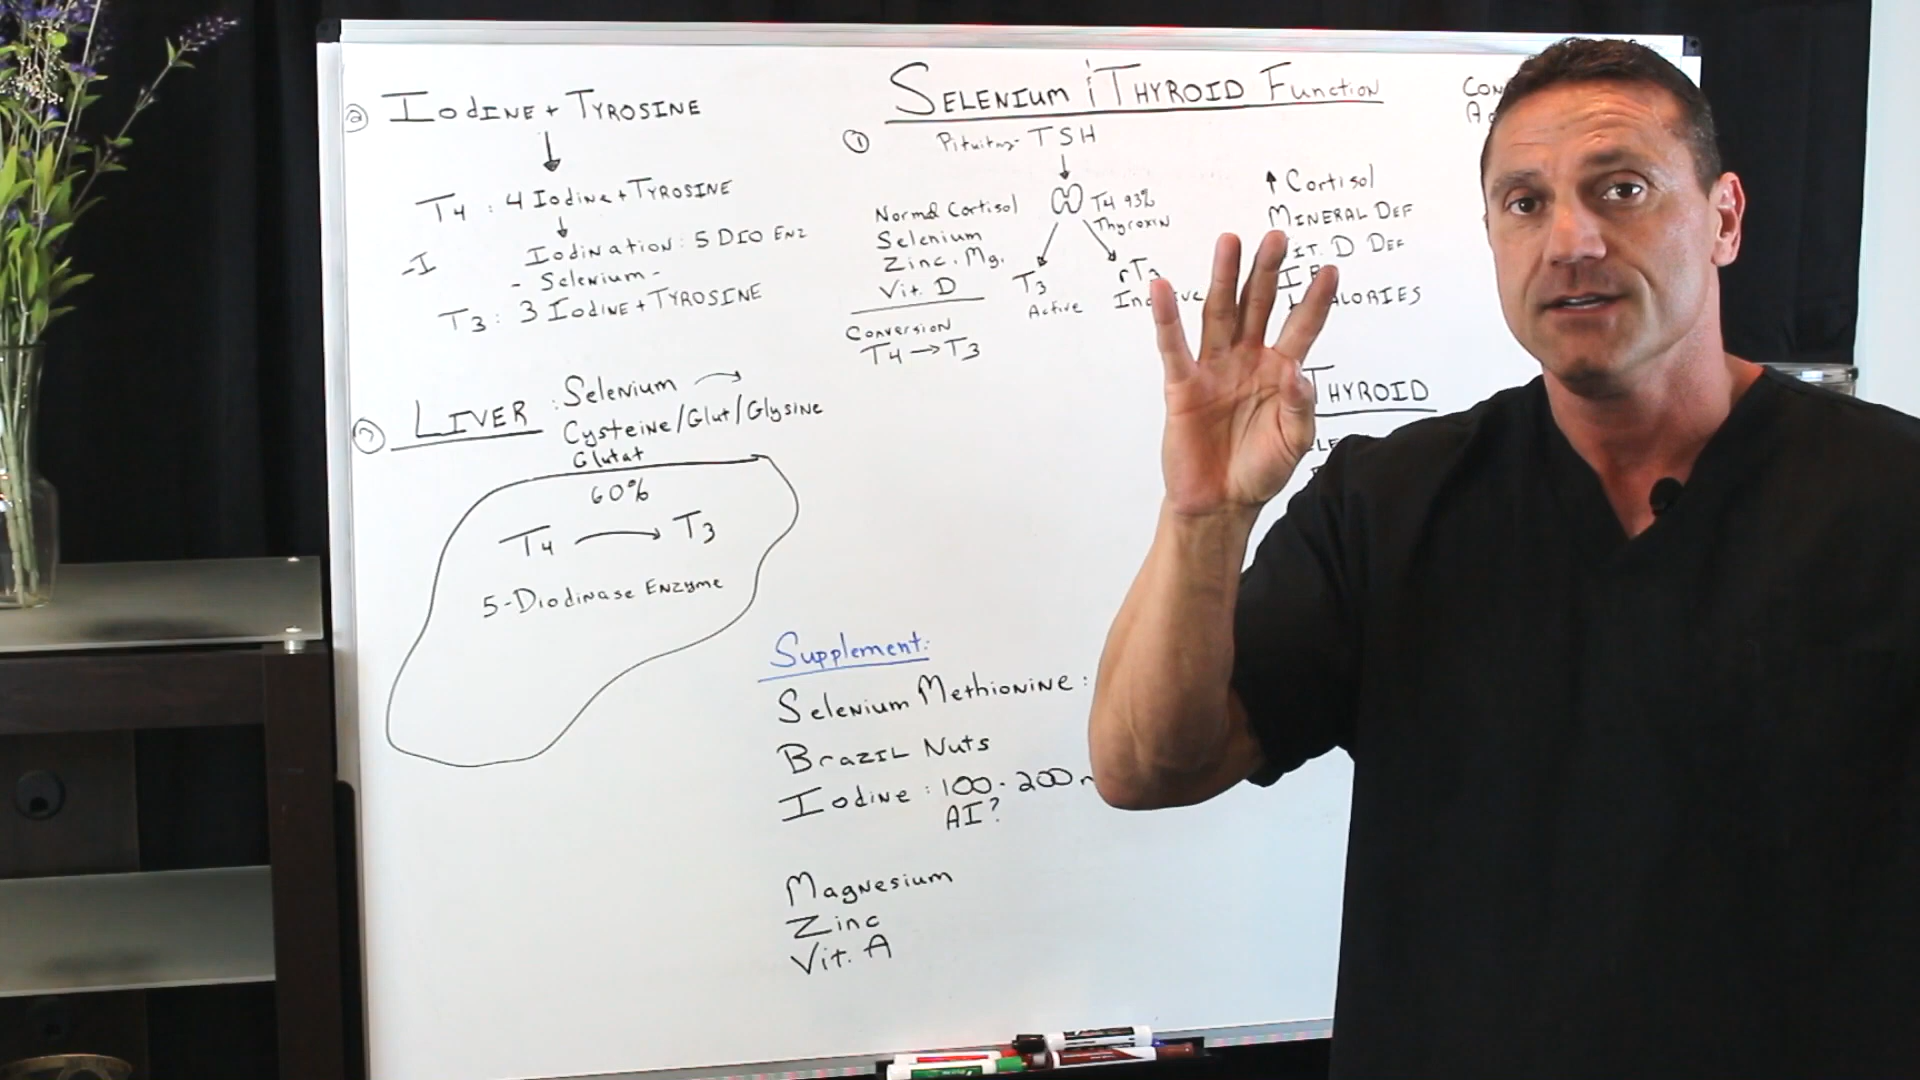 ② Iodine + Tyrosine
T4 : 4 Iodine + Tyrosine
-I
Iodination : 5 DIO Enz
- Selenium -
T3 : 3 Iodine + Tyrosine
Liver : Selenium
Cysteine/Glut/Glysine
Glutat
60%
T4 → T3
5-Diodinase Enzyme
Selenium & Thyroid Function
① Pituitary - TSH
T4 93%
Thyroxin
Normal Cortisol
Selenium
Zinc. Mg.
Vit. D
Conversion
T4 → T3
T3
Active
rT3
↑ Cortisol
Mineral Def
D Def
Thyroid
Supplement:
Selenium Methionine :
Brazil Nuts
Iodine : 100 - 200
AI?
Magnesium
Zinc
Vit. A